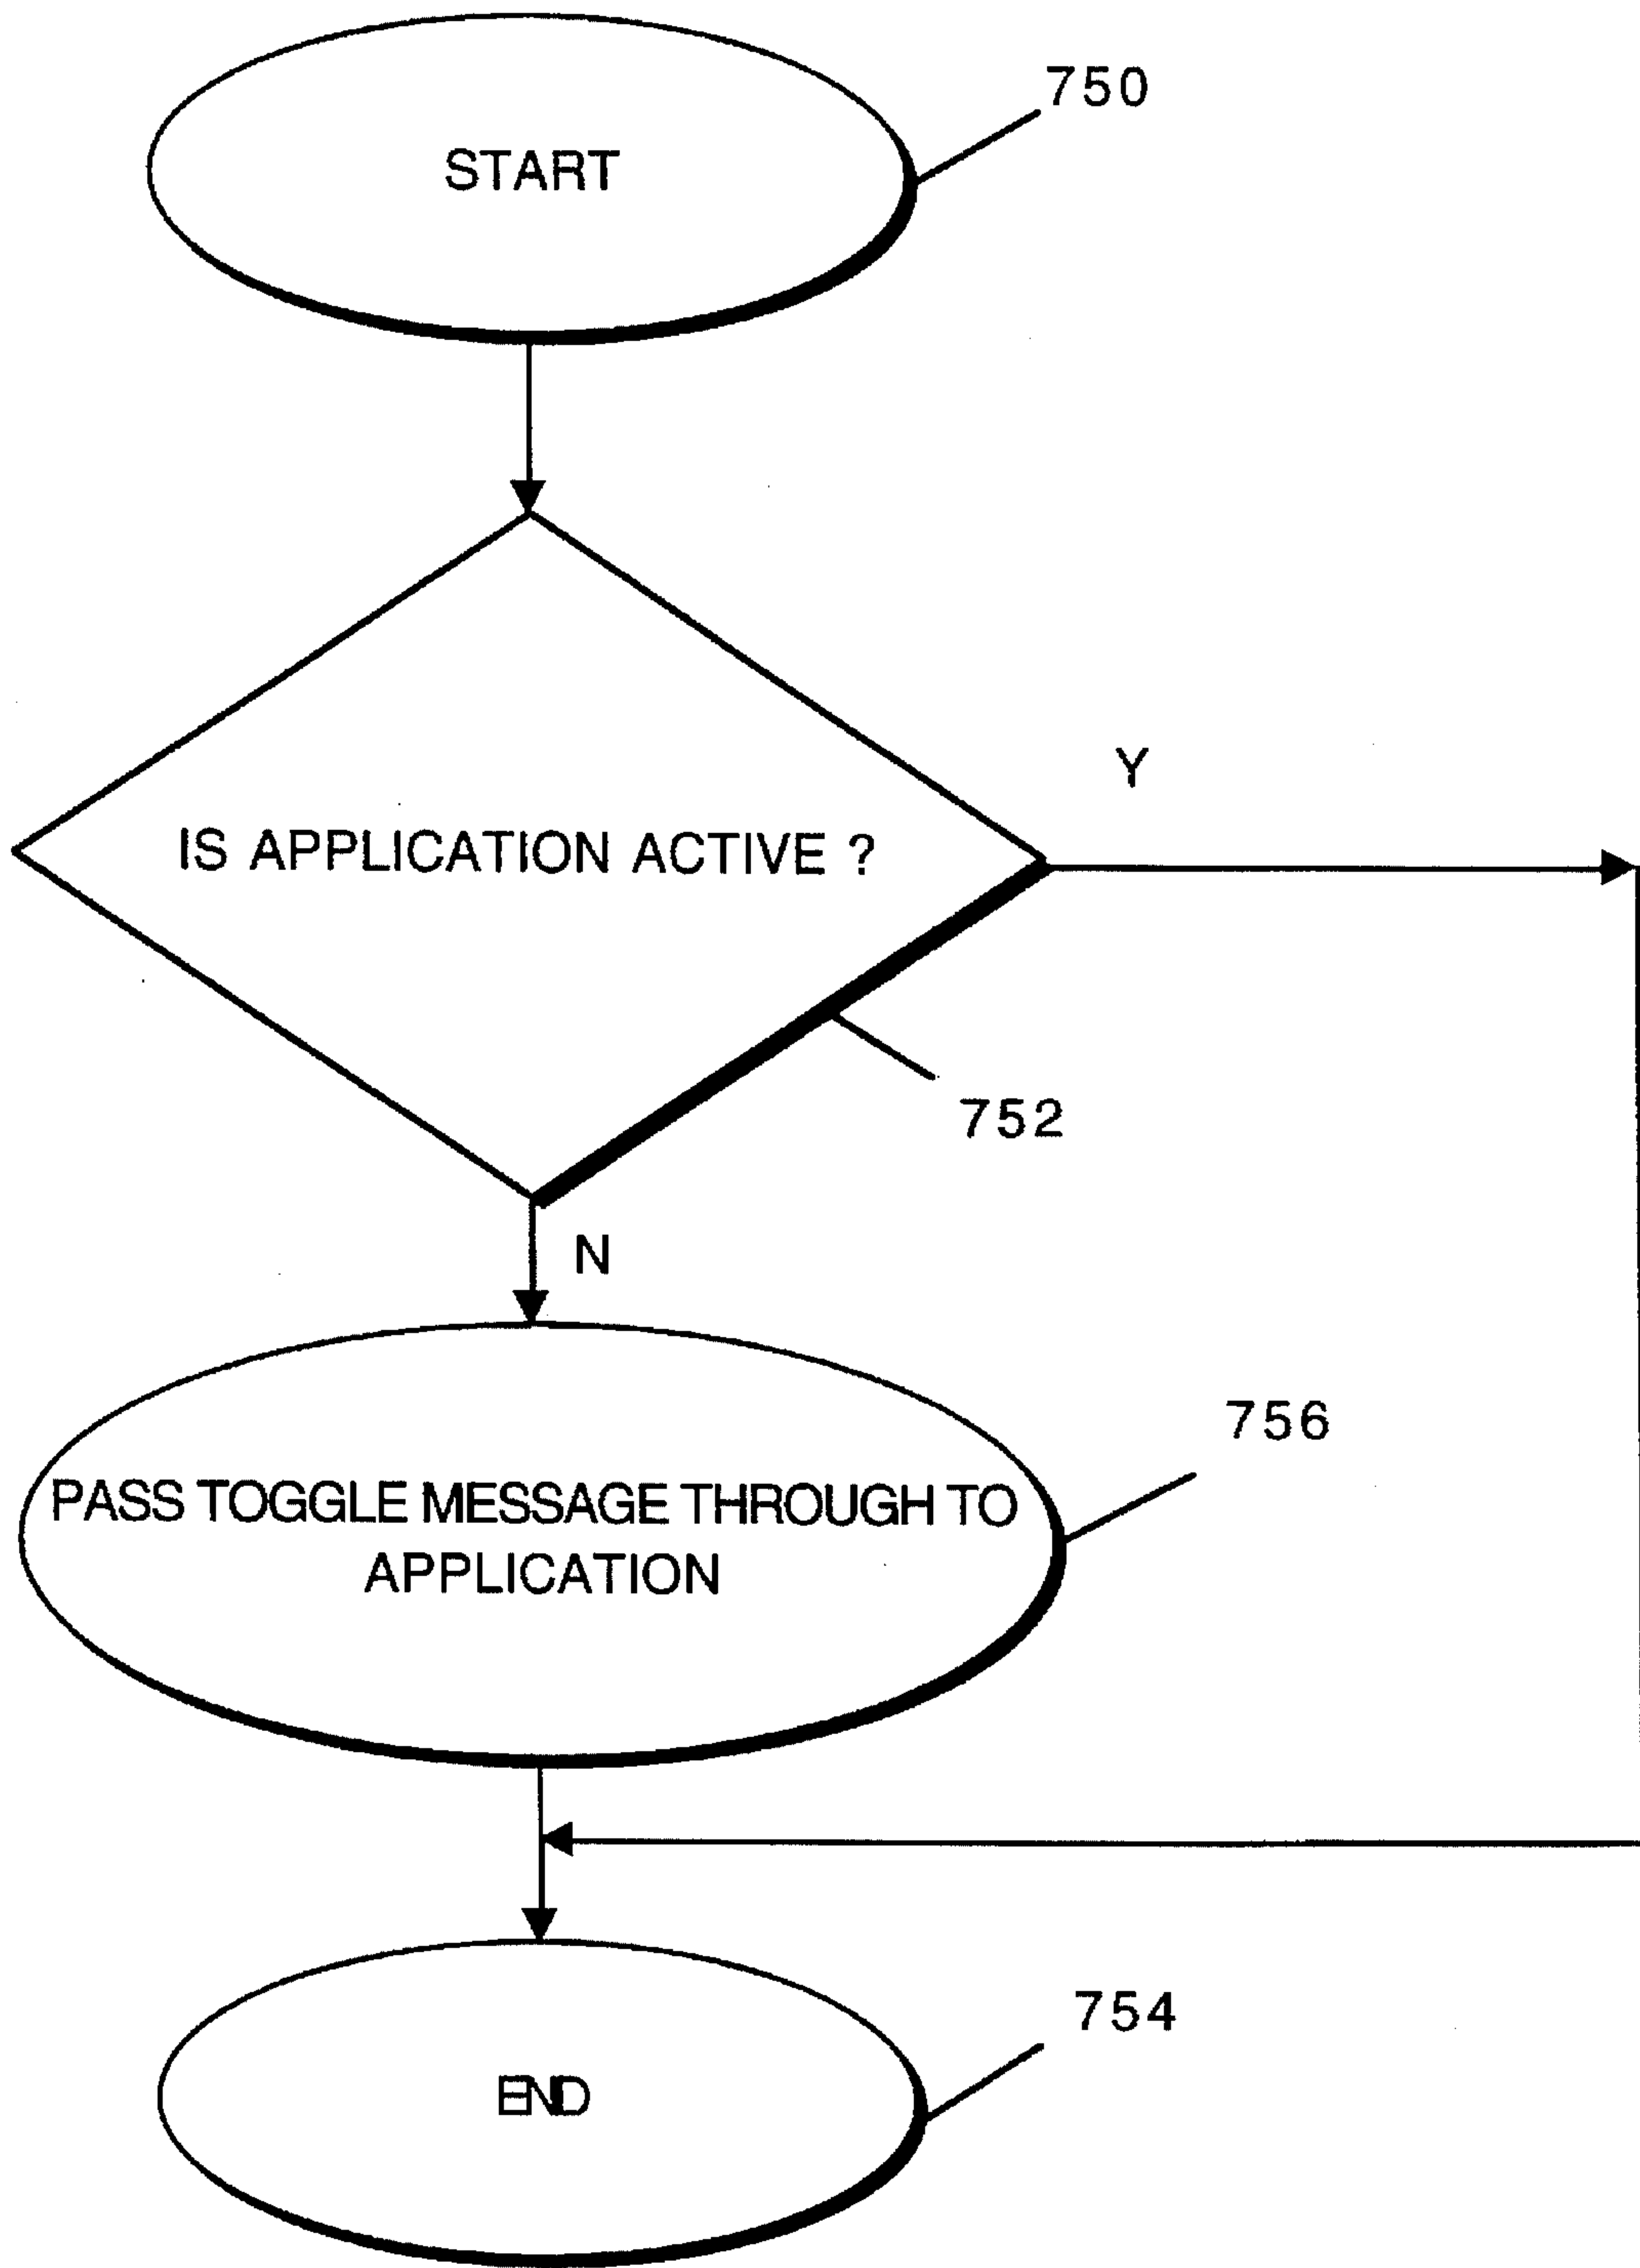 750
START
Y
IS APPLICATION ACTIVE ?
752
N
756
PASS TOGGLE MESSAGE THROUGH TO
APPLICATION
754
END